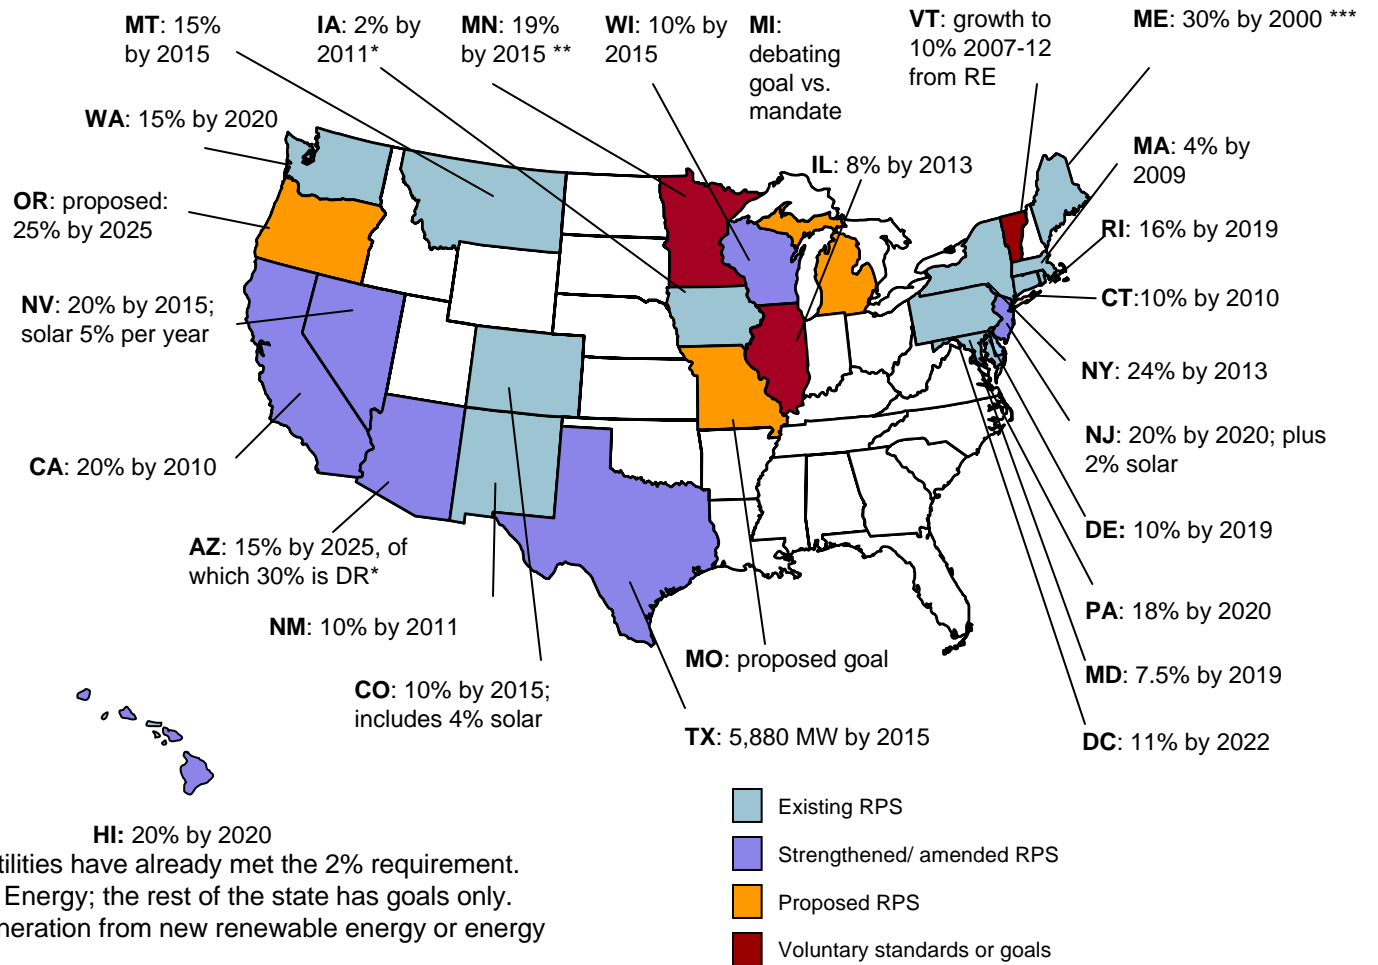 MT: 15%
by 2015
IA: 2% by
2011*
MN: 19%
by 2015 **
WI: 10% by
2015
MI:
debating
goal vs.
mandate
VT: growth to
10% 2007-12
from RE
ME: 30% by 2000 ***
WA: 15% by 2020
MA: 4% by
2009
IL: 8% by 2013
OR: proposed:
25% by 2025
RI: 16% by 2019
NV: 20% by 2015;
solar 5% per year
CT:10% by 2010
NY: 24% by 2013
CA: 20% by 2010
NJ: 20% by 2020; plus
2% solar
DE: 10% by 2019
AZ: 15% by 2025, of
which 30% is DR*
PA: 18% by 2020
NM: 10% by 2011
MO: proposed goal
MD: 7.5% by 2019
CO: 10% by 2015;
includes 4% solar
TX: 5,880 MW by 2015
DC: 11% by 2022
HI: 20% by 2020
tilities have already met the 2% requirement.
Energy; the rest of the state has goals only.
neration from new renewable energy or energy
Existing RPS
Strengthened/ amended RPS
Proposed RPS
Voluntary standards or goals